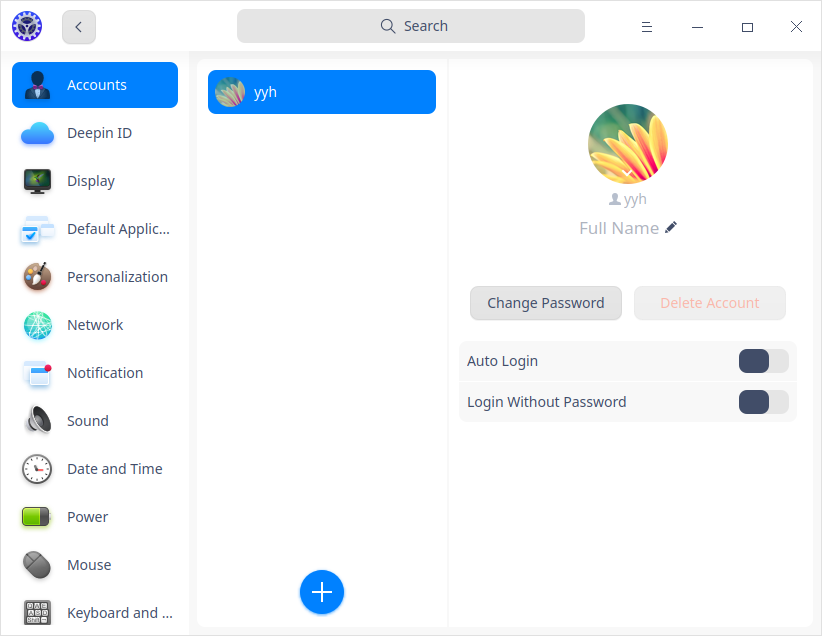 Search
Accounts
Deepin ID
Display
Default Applic...
Personalization
Network
Notification
Sound
Date and Time
Power
Mouse
Keyboard and ...
yyh
yyh
Full Name
Change Password
Delete Account
Auto Login
Login Without Password